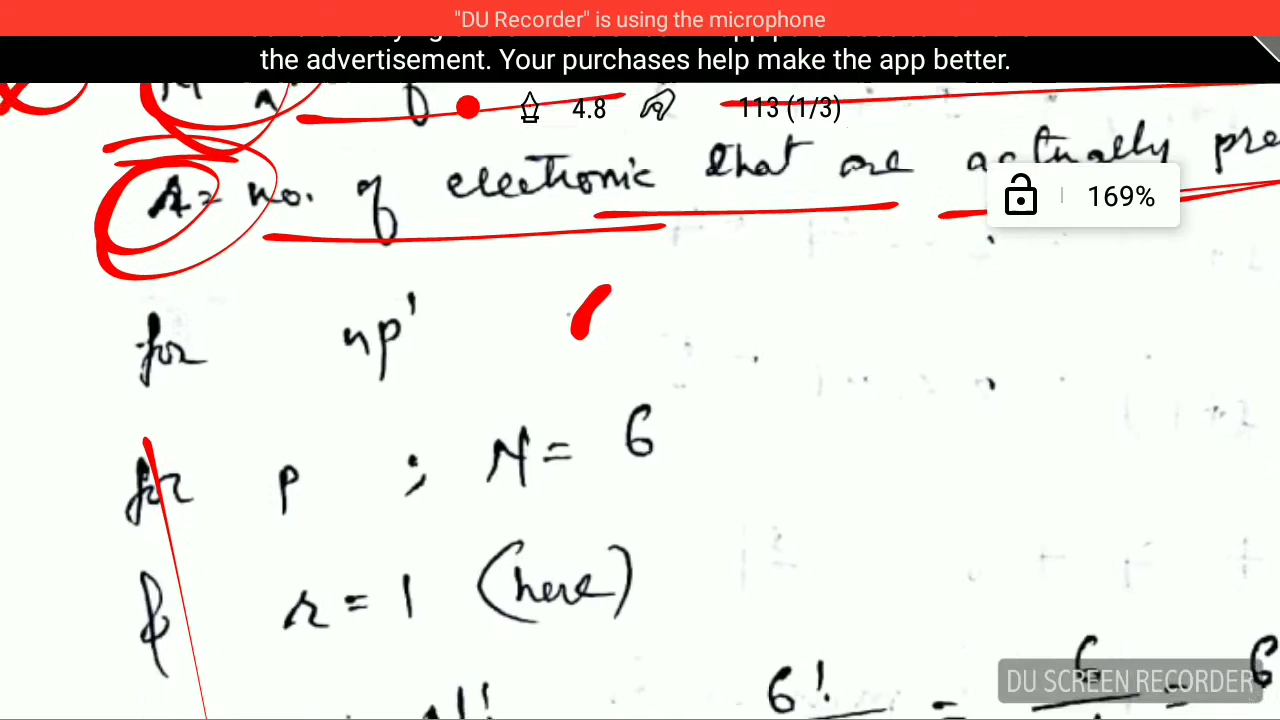 "DU Recorder" is using the microphone
the advertisement. Your purchases help make the app better.
4.8 113 (1/3)
r = no. of electronic that are actually pre
169%
for np'
for p ; N = 6
& r = 1 (here)
6! = 6 = 6
DU SCREEN RECORDER